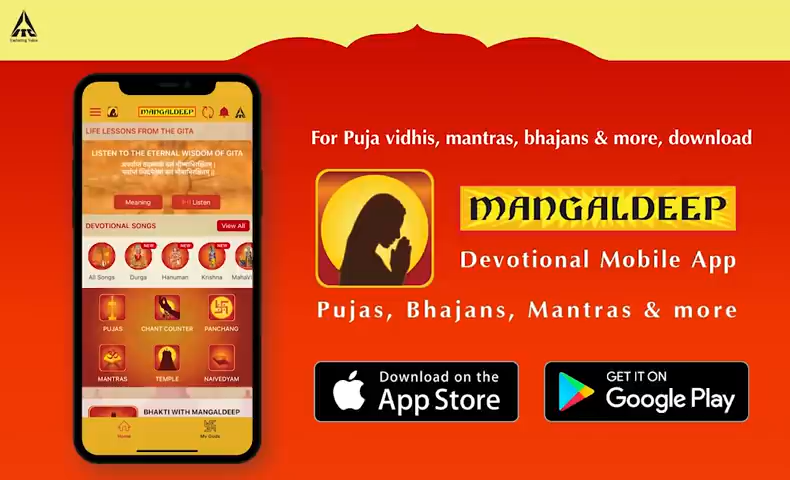 MANGALDEEP
LIFE LESSONS FROM THE GITA
LISTEN TO THE ETERNAL WISDOM OF GITA
Meaning
Listen
DEVOTIONAL SONGS
View All
NEW NEW NEW
All Songs Durga Hanuman Krishna MahaVi
PUJAS CHANT COUNTER PANCHANG
MANTRAS TEMPLE NAIVEDYAM
BHAKTI WITH MANGALDEEP
Home
My Gods
For Puja vidhis, mantras, bhajans & more, download
MANGALDEEP
Devotional Mobile App
Pujas, Bhajans, Mantras & more
Download on the
App Store
GET IT ON
Google Play